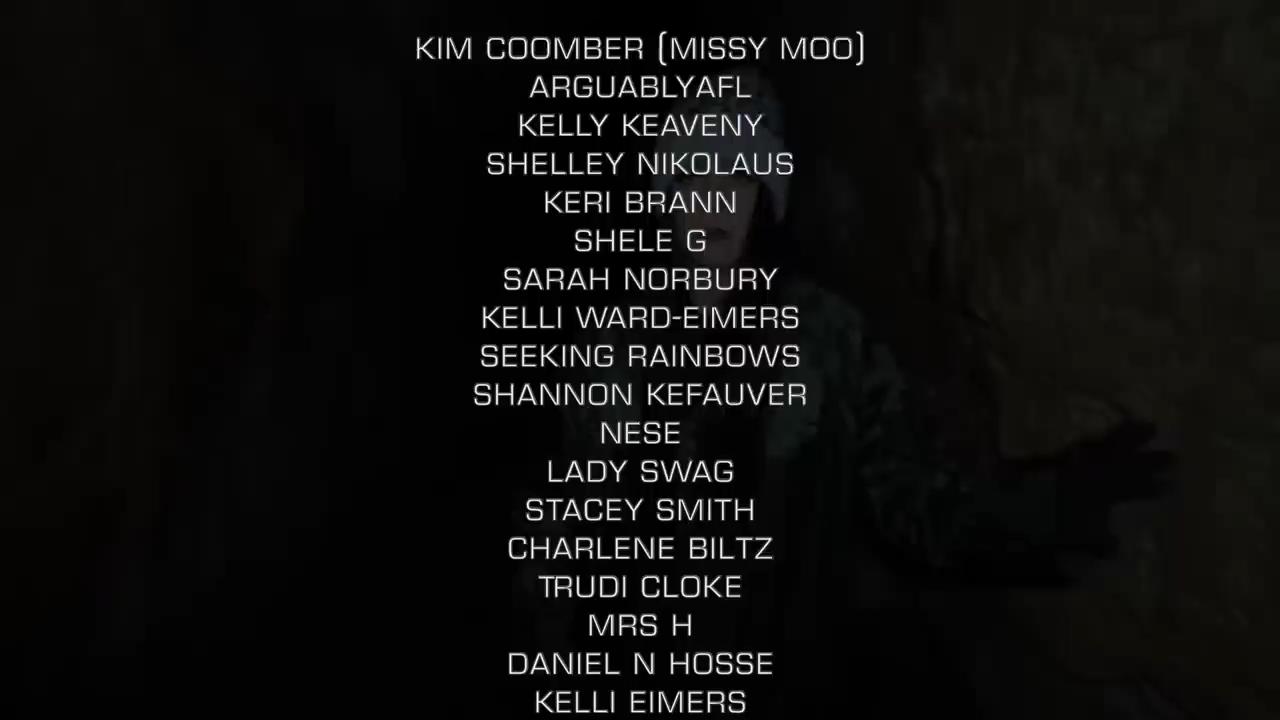 KIM COOMBER (MISSY MOO)
ARGUABLYAFL
KELLY KEAVENY
SHELLEY NIKOLAUS
KERI BRANN
SHELE G
SARAH NORBURY
KELLI WARD-EIMERS
SEEKING RAINBOWS
SHANNON KEFAUVER
NESE
LADY SWAG
STACEY SMITH
CHARLENE BILTZ
TRUDI CLOKE
MRS H
DANIEL N HOSSE
KELLI EIMERS